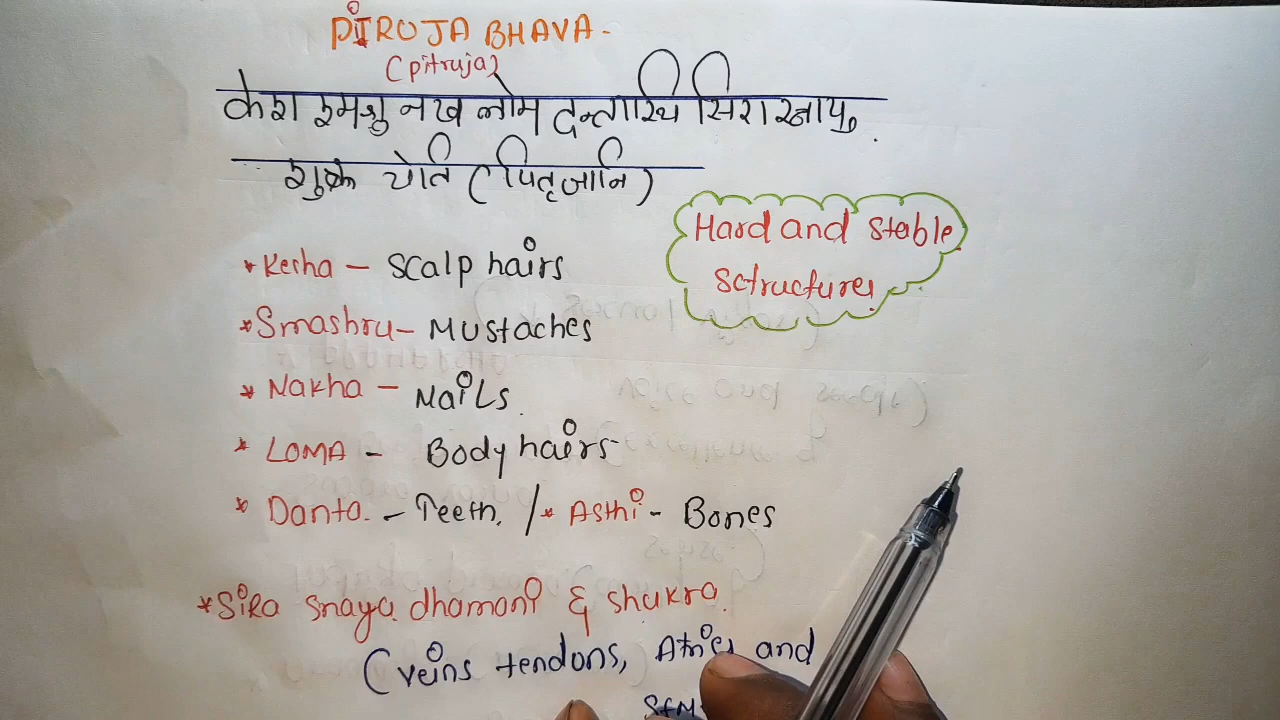 PITROJA BHAVA -
(pitruja)
केश श्मश्रु नख लोम दन्तास्थि सिरा स्नायु,
शुक्र चेति (पितृजानि)
Hard and stable
sctructures
* Kesha - Scalp hairs
* Smashru - Mustaches
* Nakha - Nails.
* LOMA - Body hairs
* Danta. - Teeth. / * Asthi - Bones
* Sira snayu dhamani & shukra.
(veins tendons, and